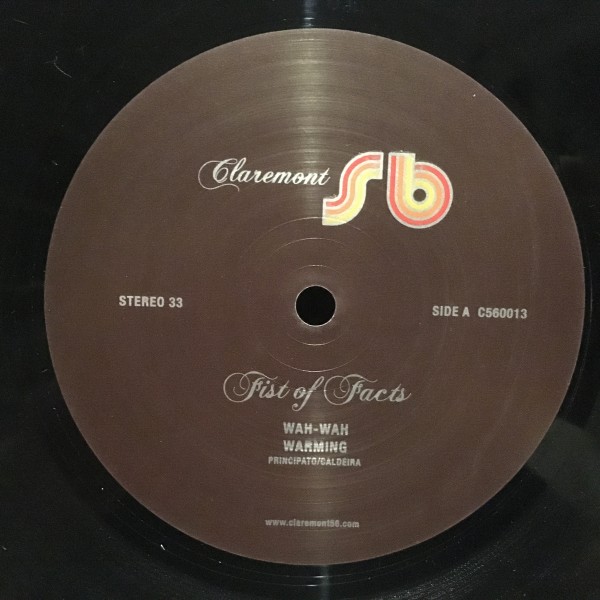 Claremont 56
STEREO 33
SIDE A C560013
Fist of Facts
WAH-WAH
WARMING
PRINCIPATO/CALDEIRA
www.claremont56.com